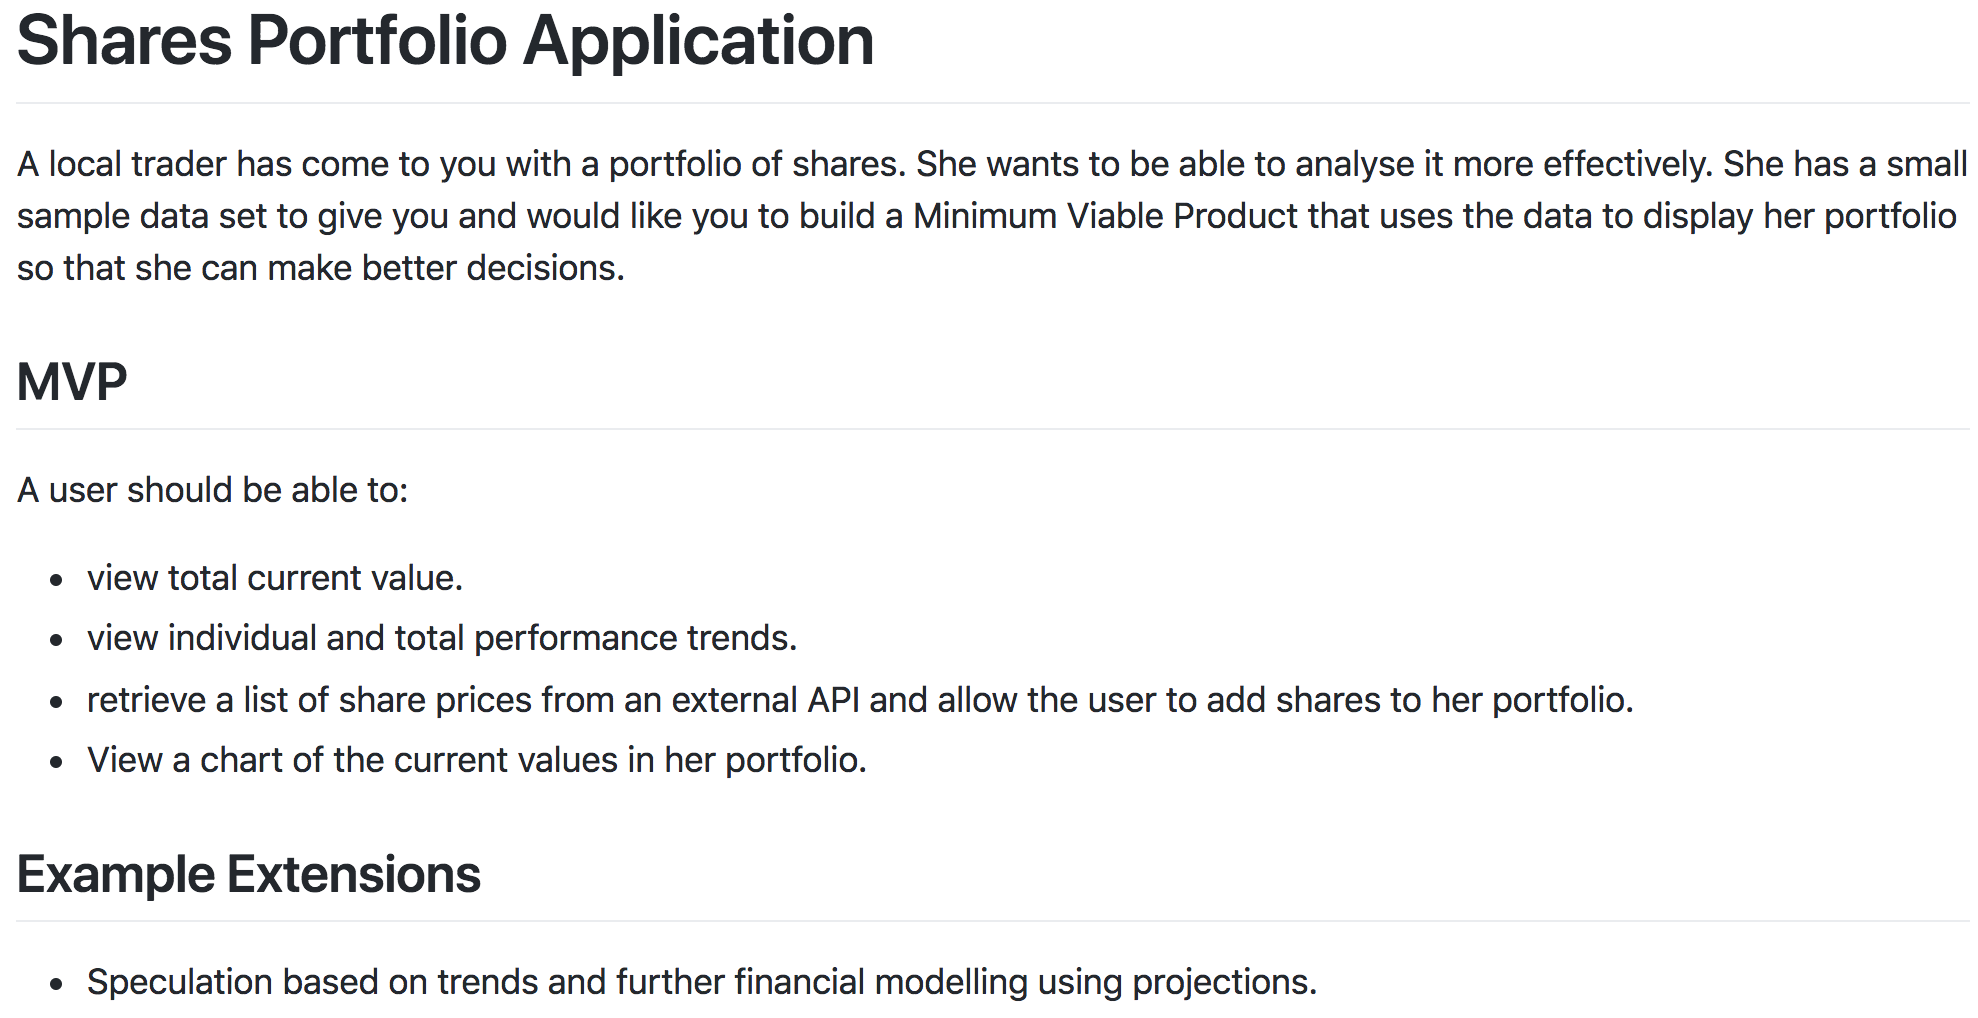 Shares Portfolio Application
A local trader has come to you with a portfolio of shares. She wants to be able to analyse it more effectively. She has a small
sample data set to give you and would like you to build a Minimum Viable Product that uses the data to display her portfolio
so that she can make better decisions.
MVP
A user should be able to:
• view total current value.
• view individual and total performance trends.
• retrieve a list of share prices from an external API and allow the user to add shares to her portfolio.
• View a chart of the current values in her portfolio.
Example Extensions
• Speculation based on trends and further financial modelling using projections.